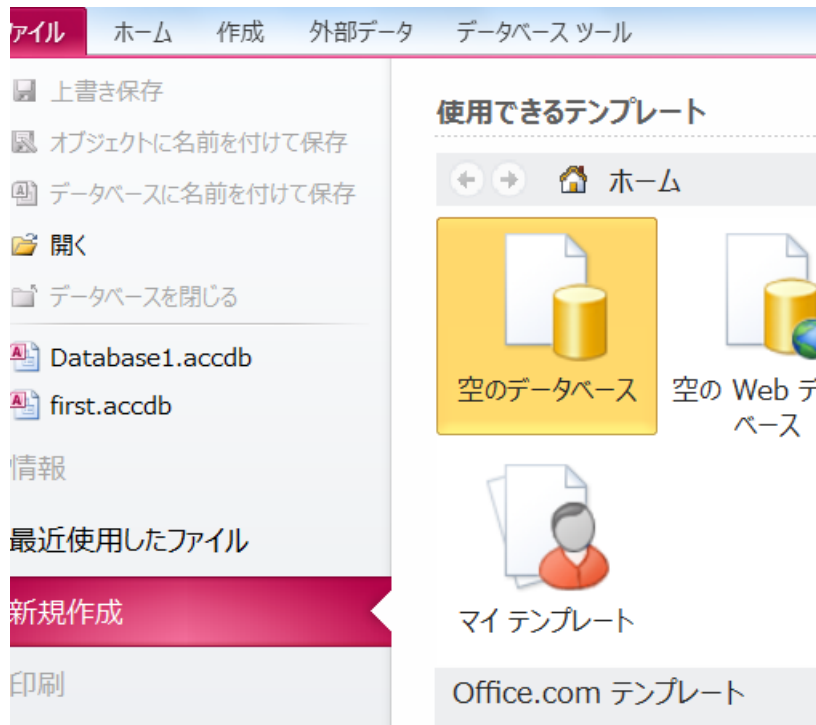 ファイル ホーム 作成 外部データ データベース ツール
上書き保存
オブジェクトに名前を付けて保存
データベースに名前を付けて保存
開く
データベースを閉じる
Database1.accdb
first.accdb
情報
最近使用したファイル
新規作成
印刷
使用できるテンプレート
ホーム
空のデータベース
空の Web デ
ベース
マイ テンプレート
Office.com テンプレート